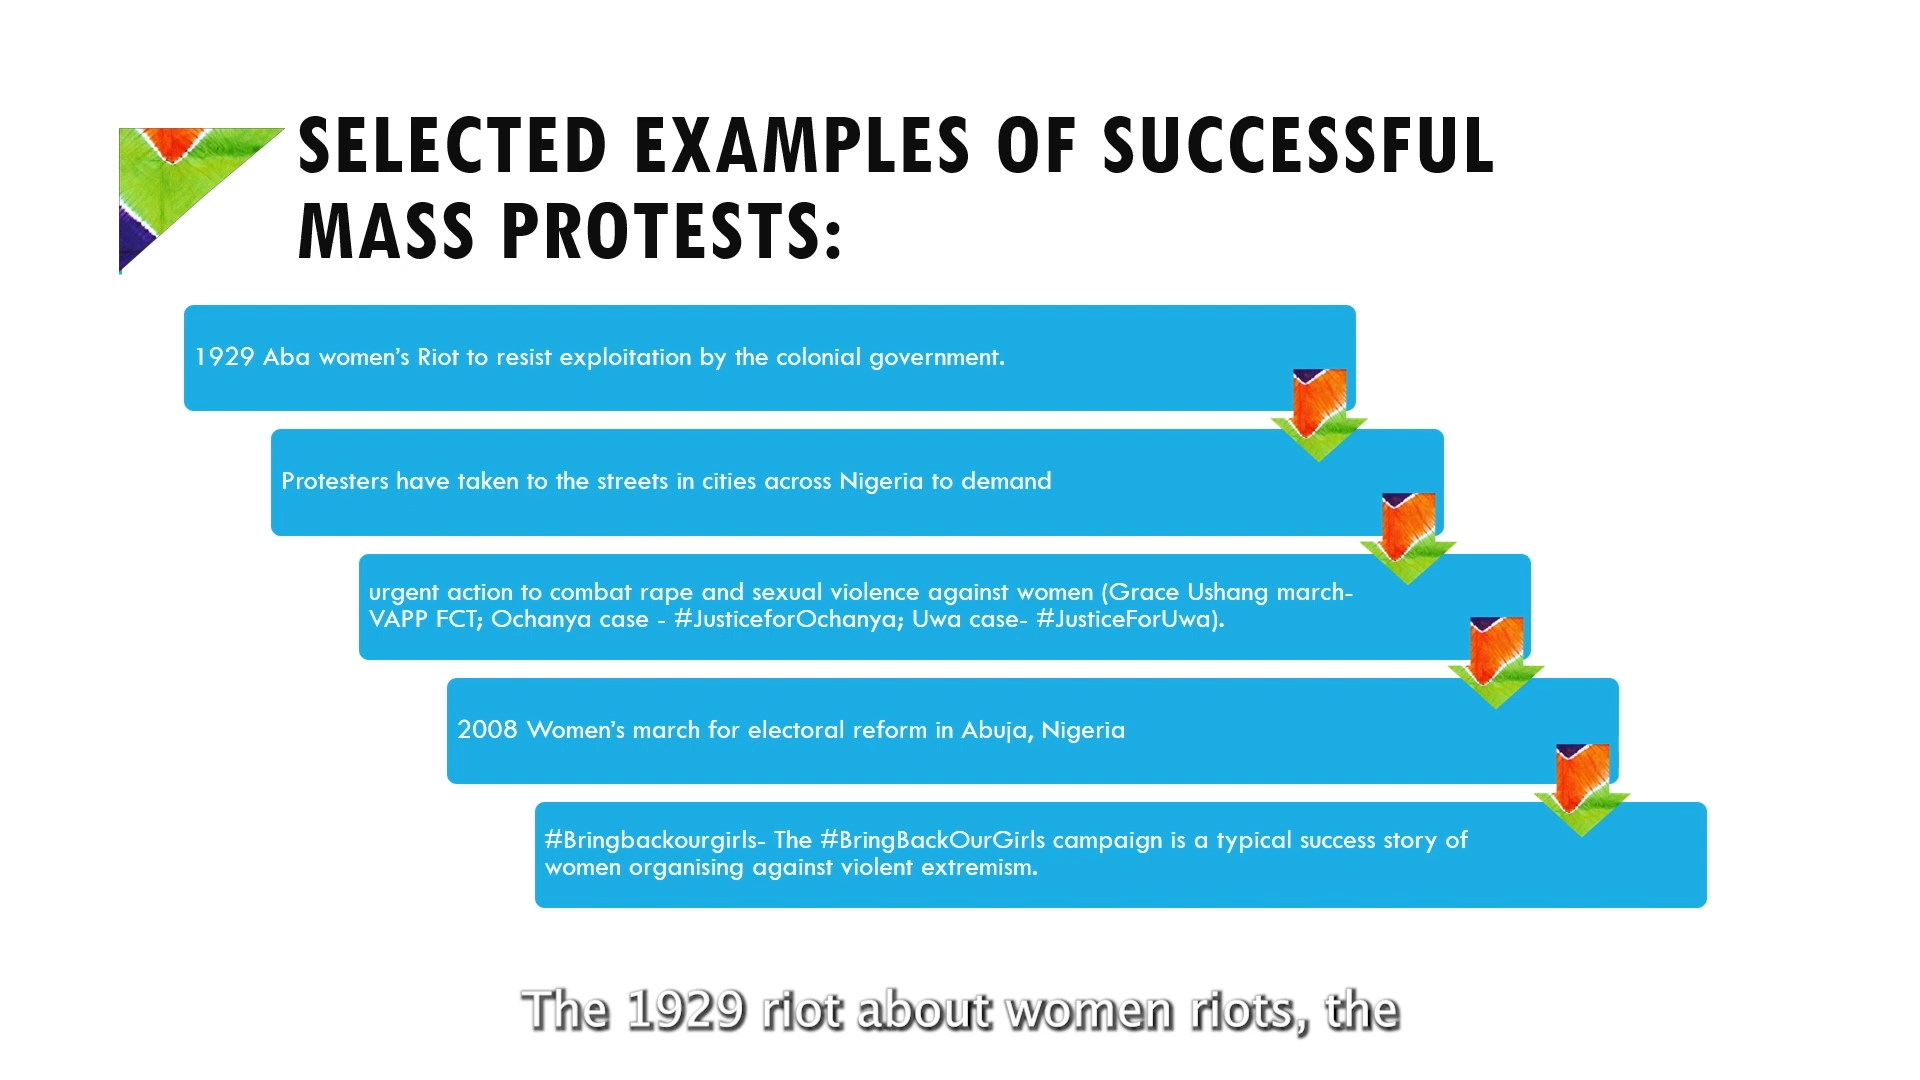 SELECTED EXAMPLES OF SUCCESSFUL
MASS PROTESTS:
1929 Aba women’s Riot to resist exploitation by the colonial government.
Protesters have taken to the streets in cities across Nigeria to demand
urgent action to combat rape and sexual violence against women (Grace Ushang march-
VAPP FCT; Ochanya case - #JusticeforOchanya; Uwa case- #JusticeForUwa).
2008 Women’s march for electoral reform in Abuja, Nigeria
#Bringbackourgirls- The #BringBackOurGirls campaign is a typical success story of
women organising against violent extremism.
The 1929 riot about women riots, the